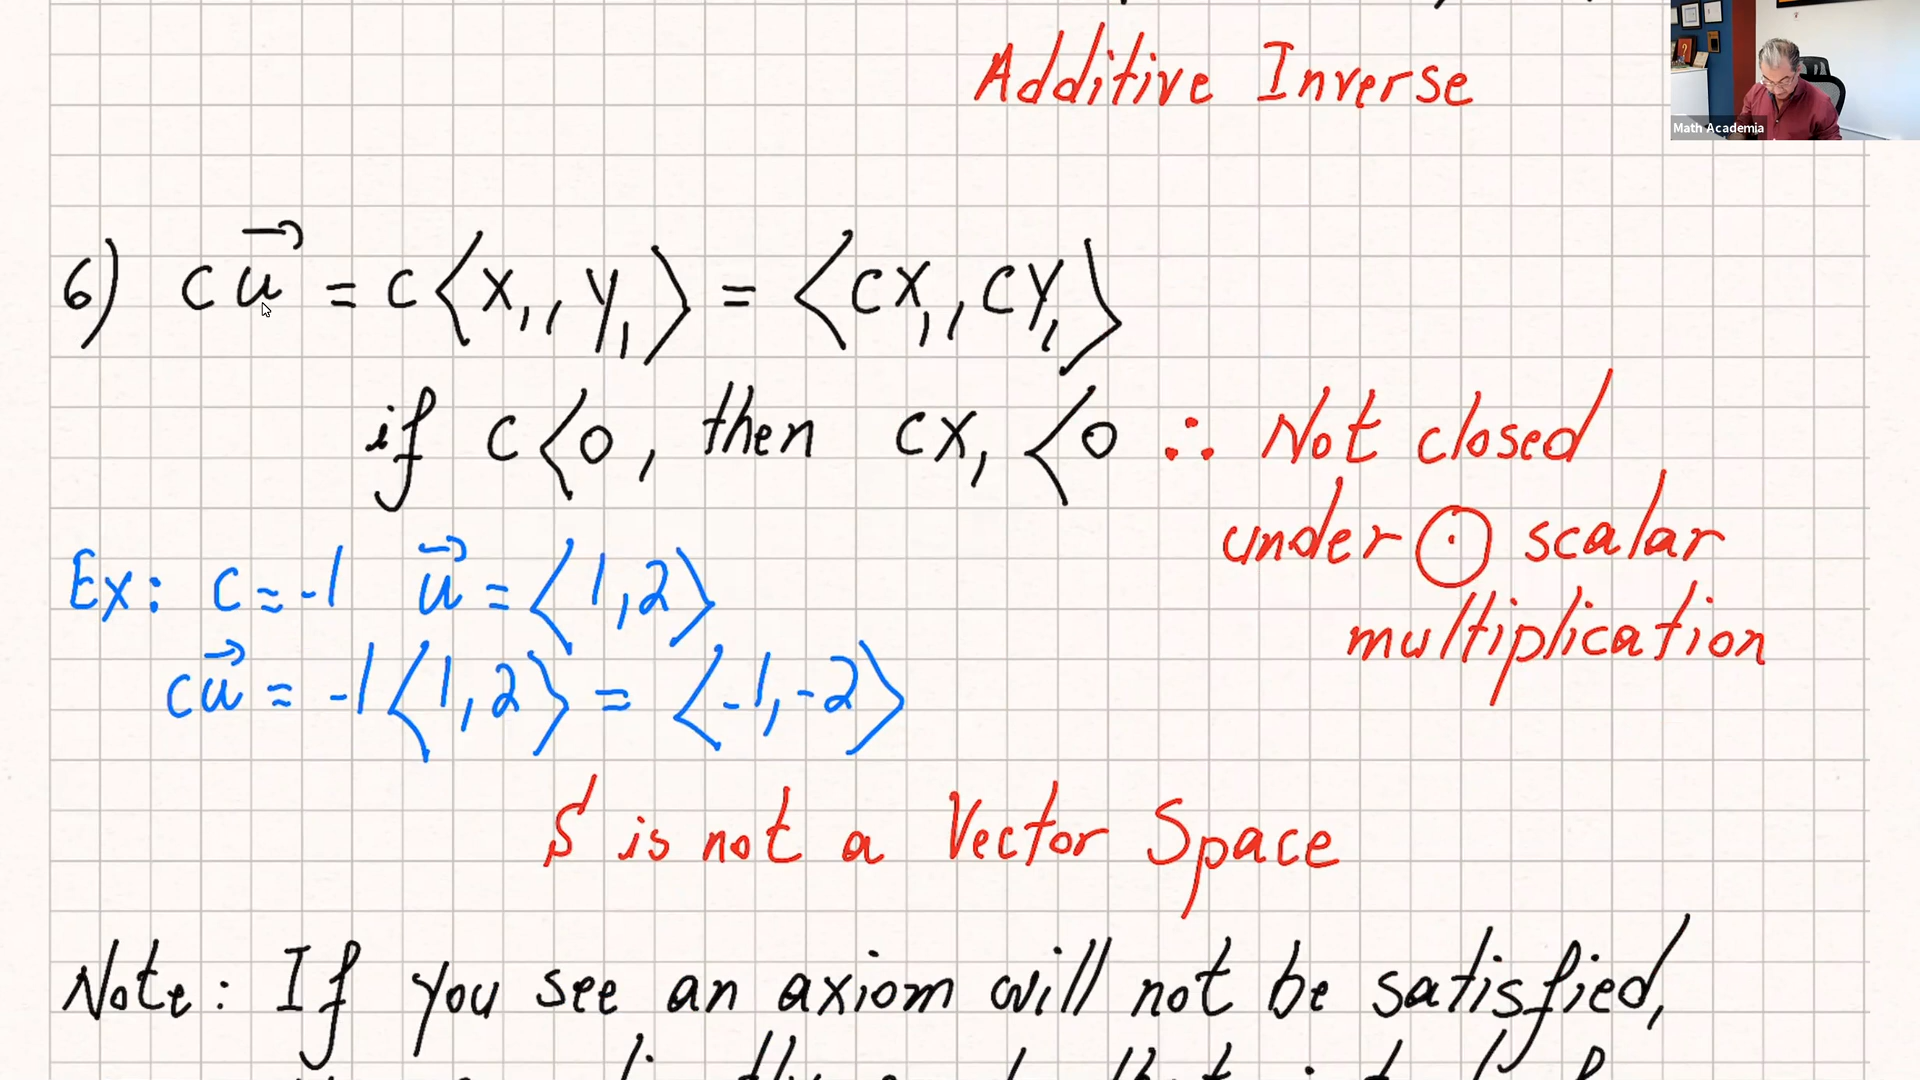 Additive Inverse
Math Academia
6) c u⃗ = c⟨x₁, y₁⟩ = ⟨cx₁, cy₁⟩
if c < 0, then cx₁ < 0 ∴ Not closed
under ⊙ scalar
multiplication
Ex: c = -1 u⃗ = ⟨1, 2⟩
cu⃗ = -1⟨1, 2⟩ = ⟨-1, -2⟩
S is not a Vector Space
Note: If you see an axiom will not be satisfied,